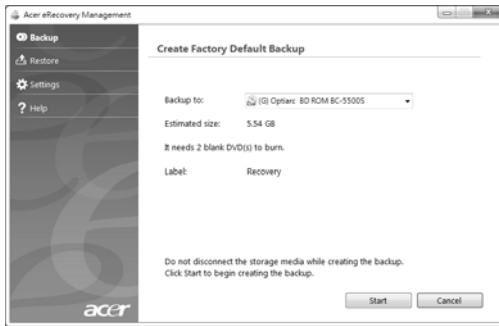 Acer eRecovery Management
Backup
Restore
Settings
Help
Create Factory Default Backup
Backup to: (G) Optiarc BD ROM BC-5500S
Estimated size: 5.54 GB
It needs 2 blank DVD(s) to burn.
Label: Recovery
Do not disconnect the storage media while creating the backup.
Click Start to begin creating the backup.
Start Cancel
acer